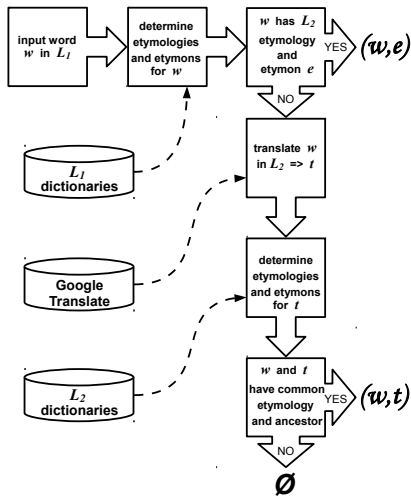 input word
w in L1
determine
etymologies
and etymons
for w
w has L2
etymology
and
etymon e
YES
(w,e)
NO
translate w
in L2 => t
L1
dictionaries
Google
Translate
determine
etymologies
and etymons
for t
L2
dictionaries
w and t
have common
etymology
and ancestor
YES
(w,t)
NO
Ø